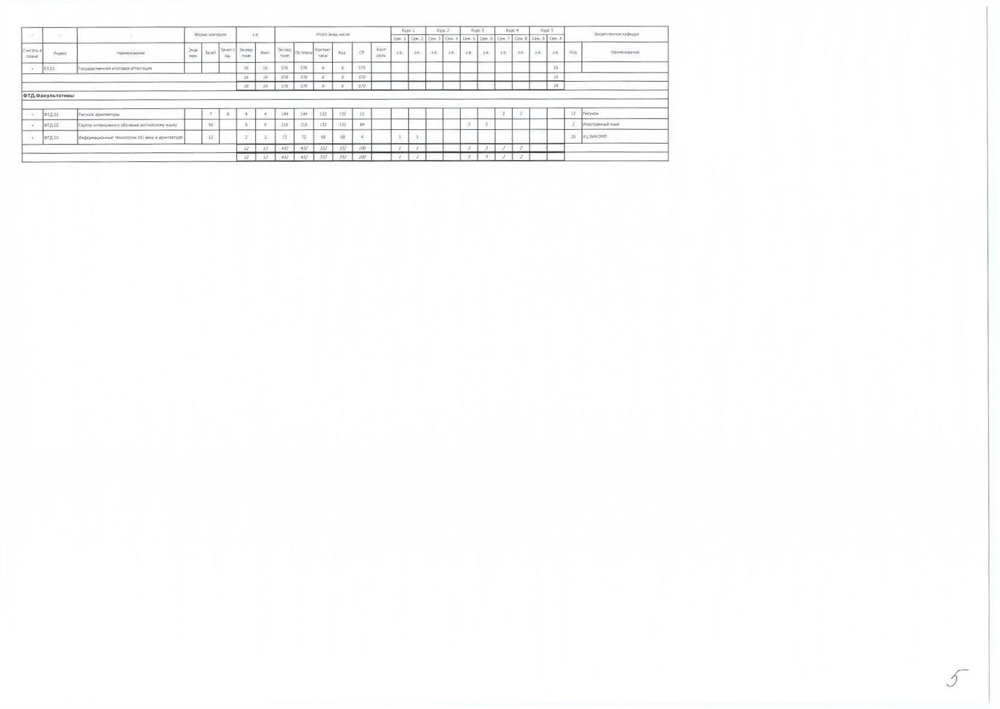 - - - Форма контроля з.е. Итого акад.часов Курс 1 Курс 2 Курс 3 Курс 4 Курс 5 Закрепленная кафедра
Сем. 1 Сем. 2 Сем. 3 Сем. 4 Сем. 5 Сем. 6 Сем. 7 Сем. 8 Сем. 9 Сем. A
Считать в плане Индекс Наименование Экза мен Зачет Зачет с оц. Экспер тное Факт Экспер тное По плану Контакт часы Ауд. СР Конт роль з.е. з.е. з.е. з.е. з.е. з.е. з.е. з.е. з.е. з.е. Код Наименование
+ Б3.01 Государственная итоговая аттестация 16 16 576 576 6 6 570 16
16 16 576 576 6 6 570 16
16 16 576 576 6 6 570 16
ФТД.Факультативы
+ ФТД.01 Рисунок архитектуры 7 8 4 4 144 144 132 132 12 2 2 12 Рисунок
+ ФТД.02 Группа интенсивного обучения английскому языку 56 6 6 216 216 132 132 84 3 3 2 Иностранный язык
+ ФТД.03 Информационные технологии XXI века в архитектуре 12 2 2 72 72 68 68 4 1 1 26 УЦ ВИКОМП
12 12 432 432 332 332 100 1 1 3 3 2 2
12 12 432 432 332 332 100 1 1 3 3 2 2
5